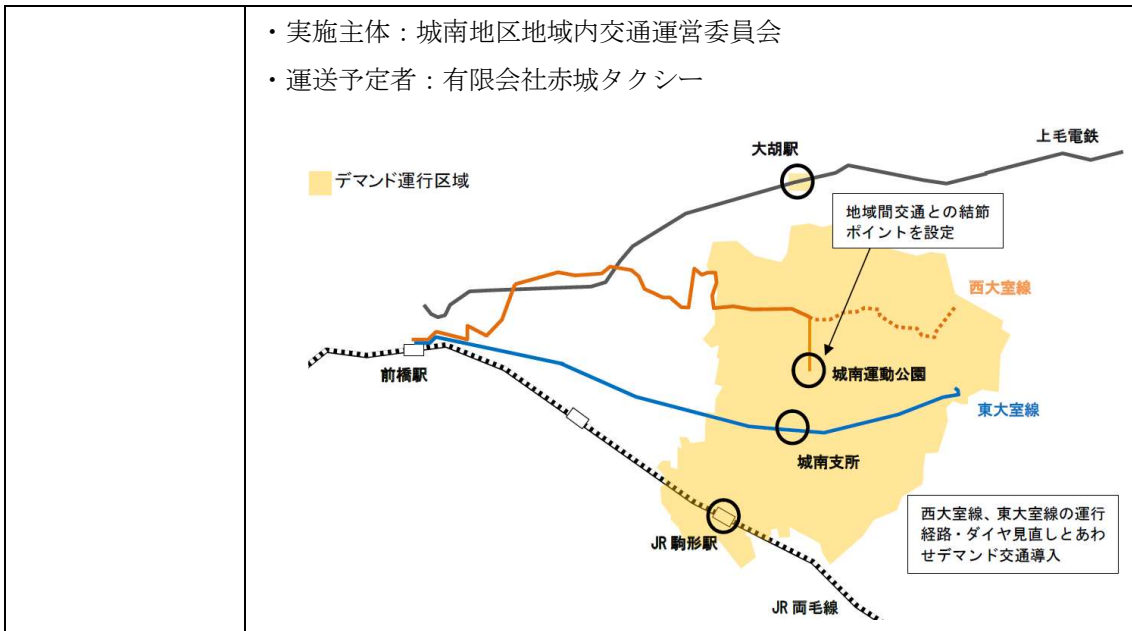 ・実施主体：城南地区地域内交通運営委員会
・運送予定者：有限会社赤城タクシー
上毛電鉄
大胡駅
デマンド運行区域
地域間交通との結節
ポイントを設定
西大室線
前橋駅
城南運動公園
東大室線
城南支所
西大室線、東大室線の運行
経路・ダイヤ見直しとあわ
せデマンド交通導入
JR 駒形駅
JR 両毛線